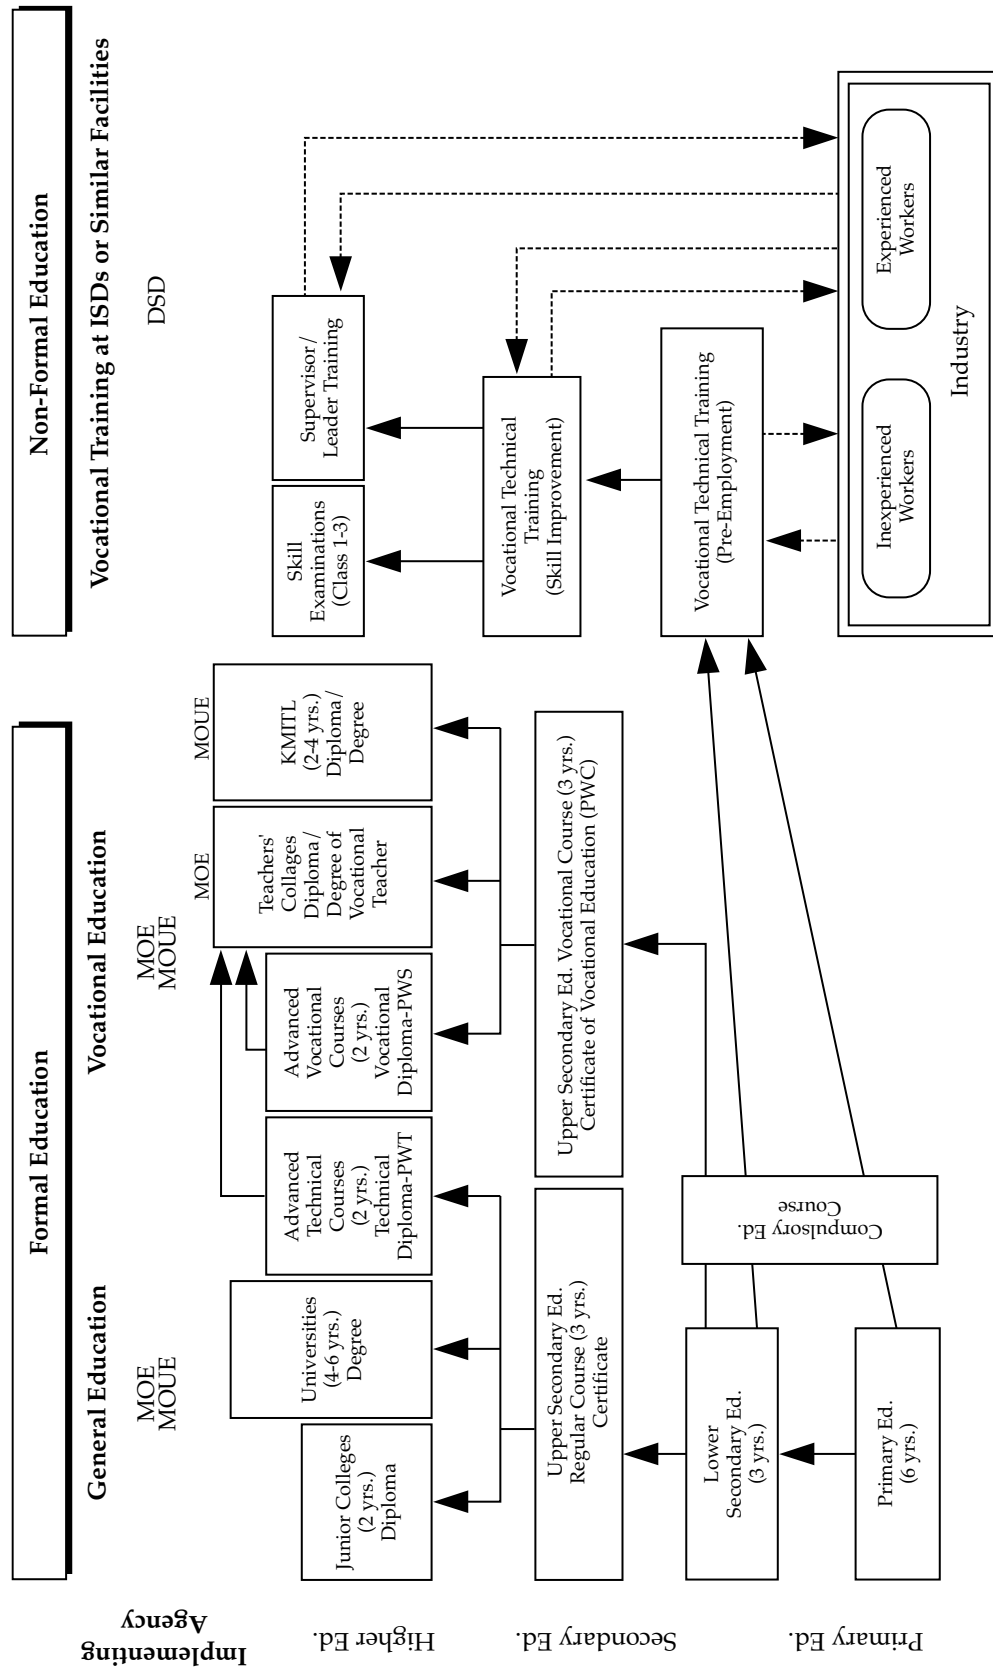 Formal Education
Non-Formal Education
General Education
Vocational Education
Vocational Training at ISDs or Similar Facilities
Implementing
Agency
MOE
MOUE
MOE
MOUE
DSD
MOE
MOUE
Higher Ed.
Junior Colleges
(2 yrs.)
Diploma
Universities
(4-6 yrs.)
Degree
Advanced
Technical
Courses
(2 yrs.)
Technical
Diploma-PWT
Advanced
Vocational
Courses
(2 yrs.)
Vocational
Diploma-PWS
Teachers'
Collages
Diploma/
Degree of
Vocational
Teacher
KMITL
(2-4 yrs.)
Diploma/
Degree
Skill
Examinations
(Class 1-3)
Supervisor/
Leader Training
Secondary Ed.
Upper Secondary Ed.
Regular Course (3 yrs.)
Certificate
Upper Secondary Ed. Vocational Course (3 yrs.)
Certificate of Vocational Education (PWC)
Vocational Technical
Training
(Skill Improvement)
Lower
Secondary Ed.
(3 yrs.)
Compulsory Ed.
Course
Vocational Technical Training
(Pre-Employment)
Primary Ed.
Primary Ed.
(6 yrs.)
Inexperienced
Workers
Experienced
Workers
Industry